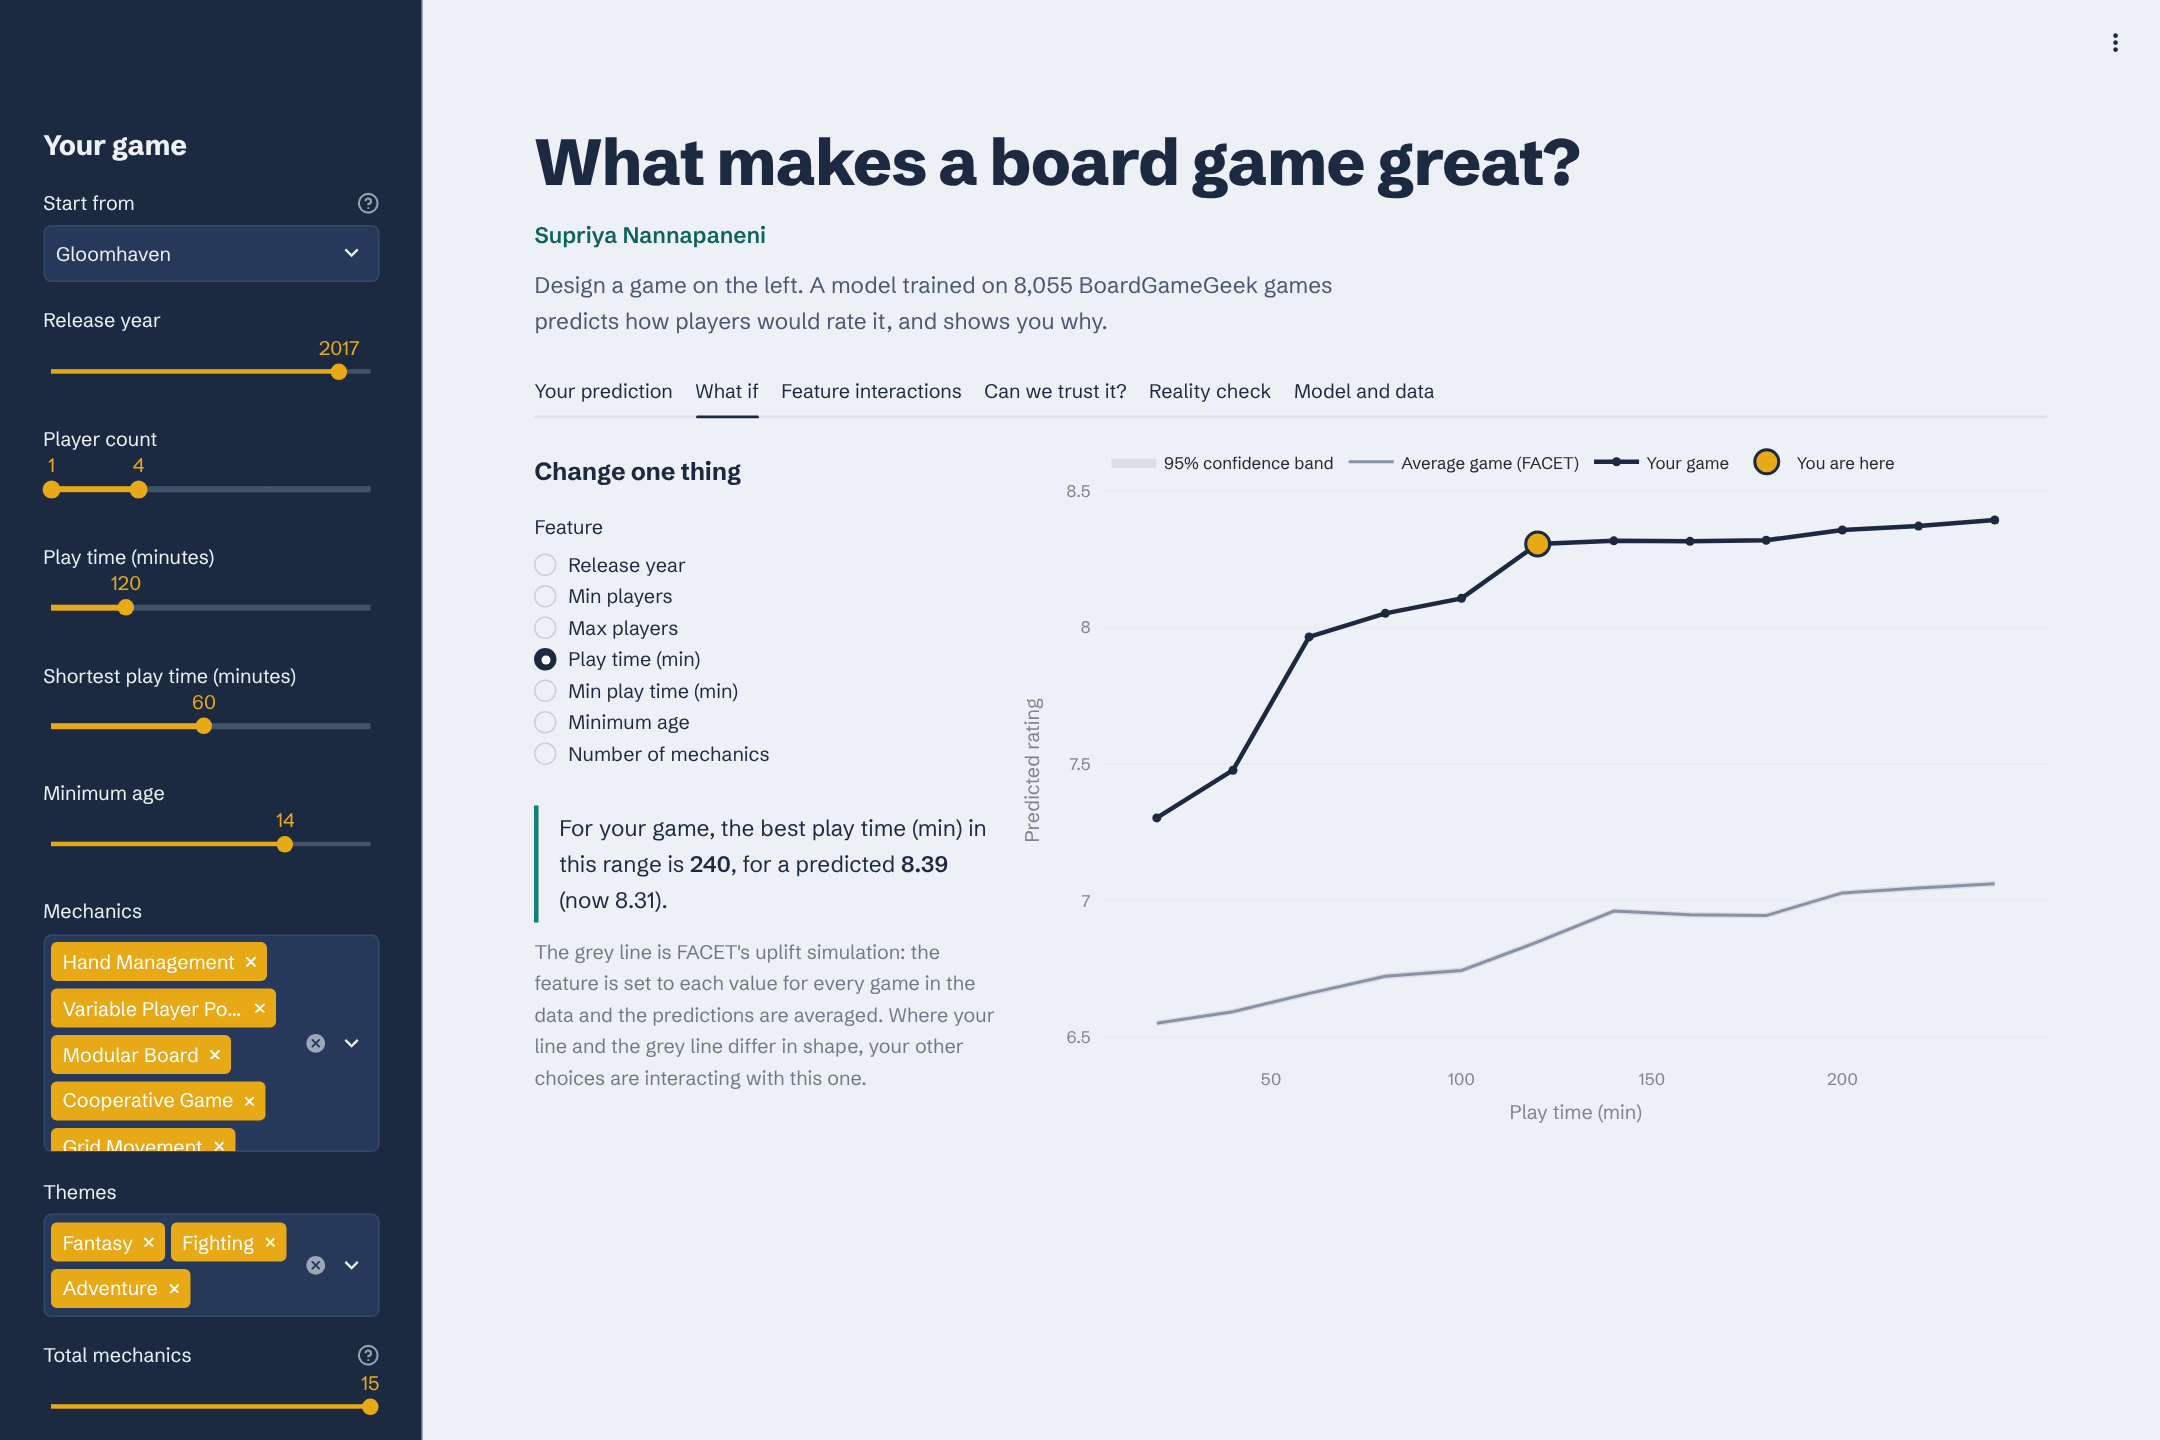 Your game
Start from
Gloomhaven
Release year
2017
Player count
1 4
Play time (minutes)
120
Shortest play time (minutes)
60
Minimum age
14
Mechanics
Hand Management ×
Variable Player Po... ×
Modular Board ×
Cooperative Game ×
Grid Movement ×
Themes
Fantasy × Fighting ×
Adventure ×
Total mechanics
15
What makes a board game great?
Supriya Nannapaneni
Design a game on the left. A model trained on 8,055 BoardGameGeek games
predicts how players would rate it, and shows you why.
Your prediction What if Feature interactions Can we trust it? Reality check Model and data
Change one thing
Feature
Release year
Min players
Max players
Play time (min)
Min play time (min)
Minimum age
Number of mechanics
For your game, the best play time (min) in
this range is 240, for a predicted 8.39
(now 8.31).
The grey line is FACET's uplift simulation: the
feature is set to each value for every game in the
data and the predictions are averaged. Where your
line and the grey line differ in shape, your other
choices are interacting with this one.
95% confidence band Average game (FACET) Your game You are here
8.5
8
7.5
7
6.5
Predicted rating
50 100 150 200
Play time (min)